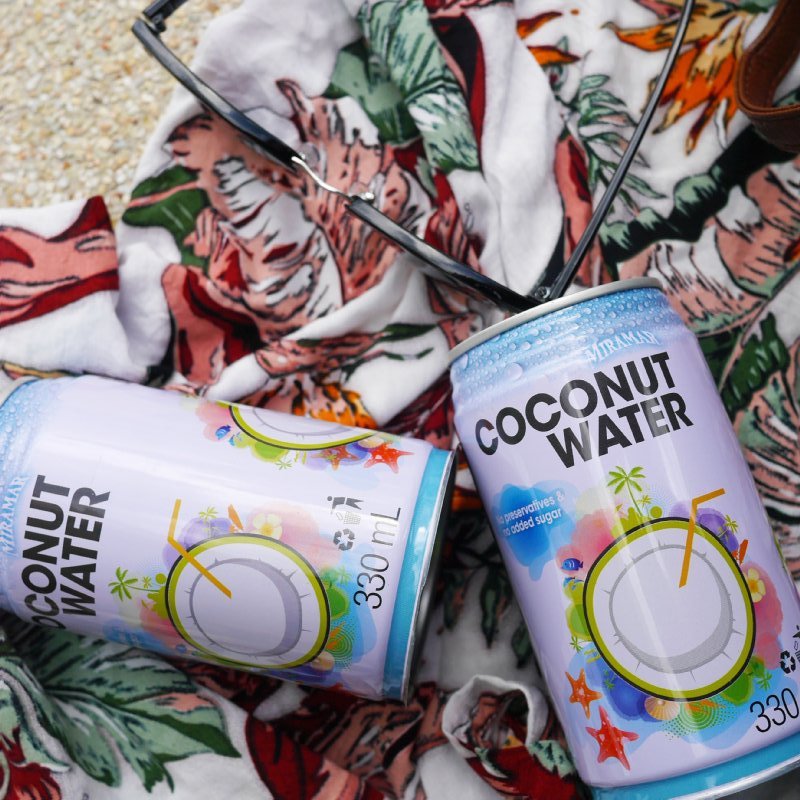 MIRAMAR
COCONUT
WATER
330 mL
MIRAMAR
COCONUT
WATER
No preservatives &
no added sugar
330